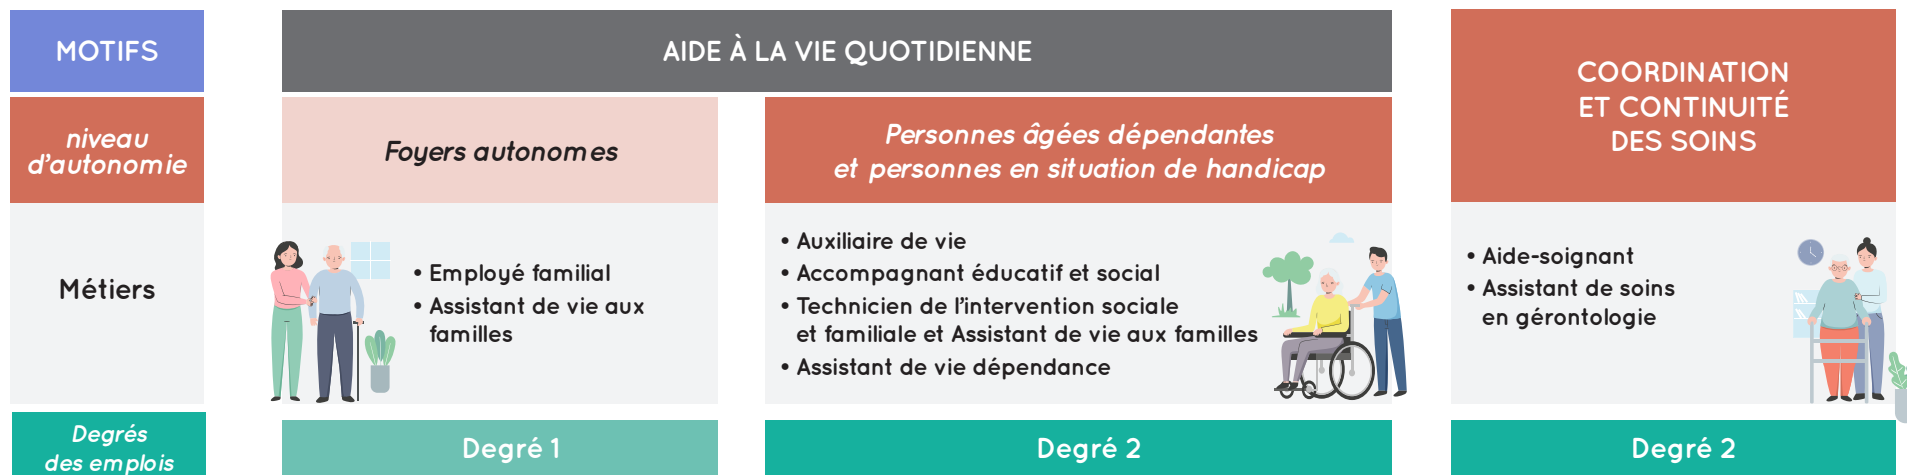 MOTIFS
AIDE À LA VIE QUOTIDIENNE
COORDINATION
ET CONTINUITÉ
DES SOINS
niveau
d'autonomie
Foyers autonomes
Personnes âgées dépendantes
et personnes en situation de handicap
Métiers
• Employé familial
• Assistant de vie aux
familles
• Auxiliaire de vie
• Accompagnant éducatif et social
• Technicien de l'intervention sociale
et familiale et Assistant de vie aux familles
• Assistant de vie dépendance
• Aide-soignant
• Assistant de soins
en gérontologie
Degrés
des emplois
Degré 1
Degré 2
Degré 2